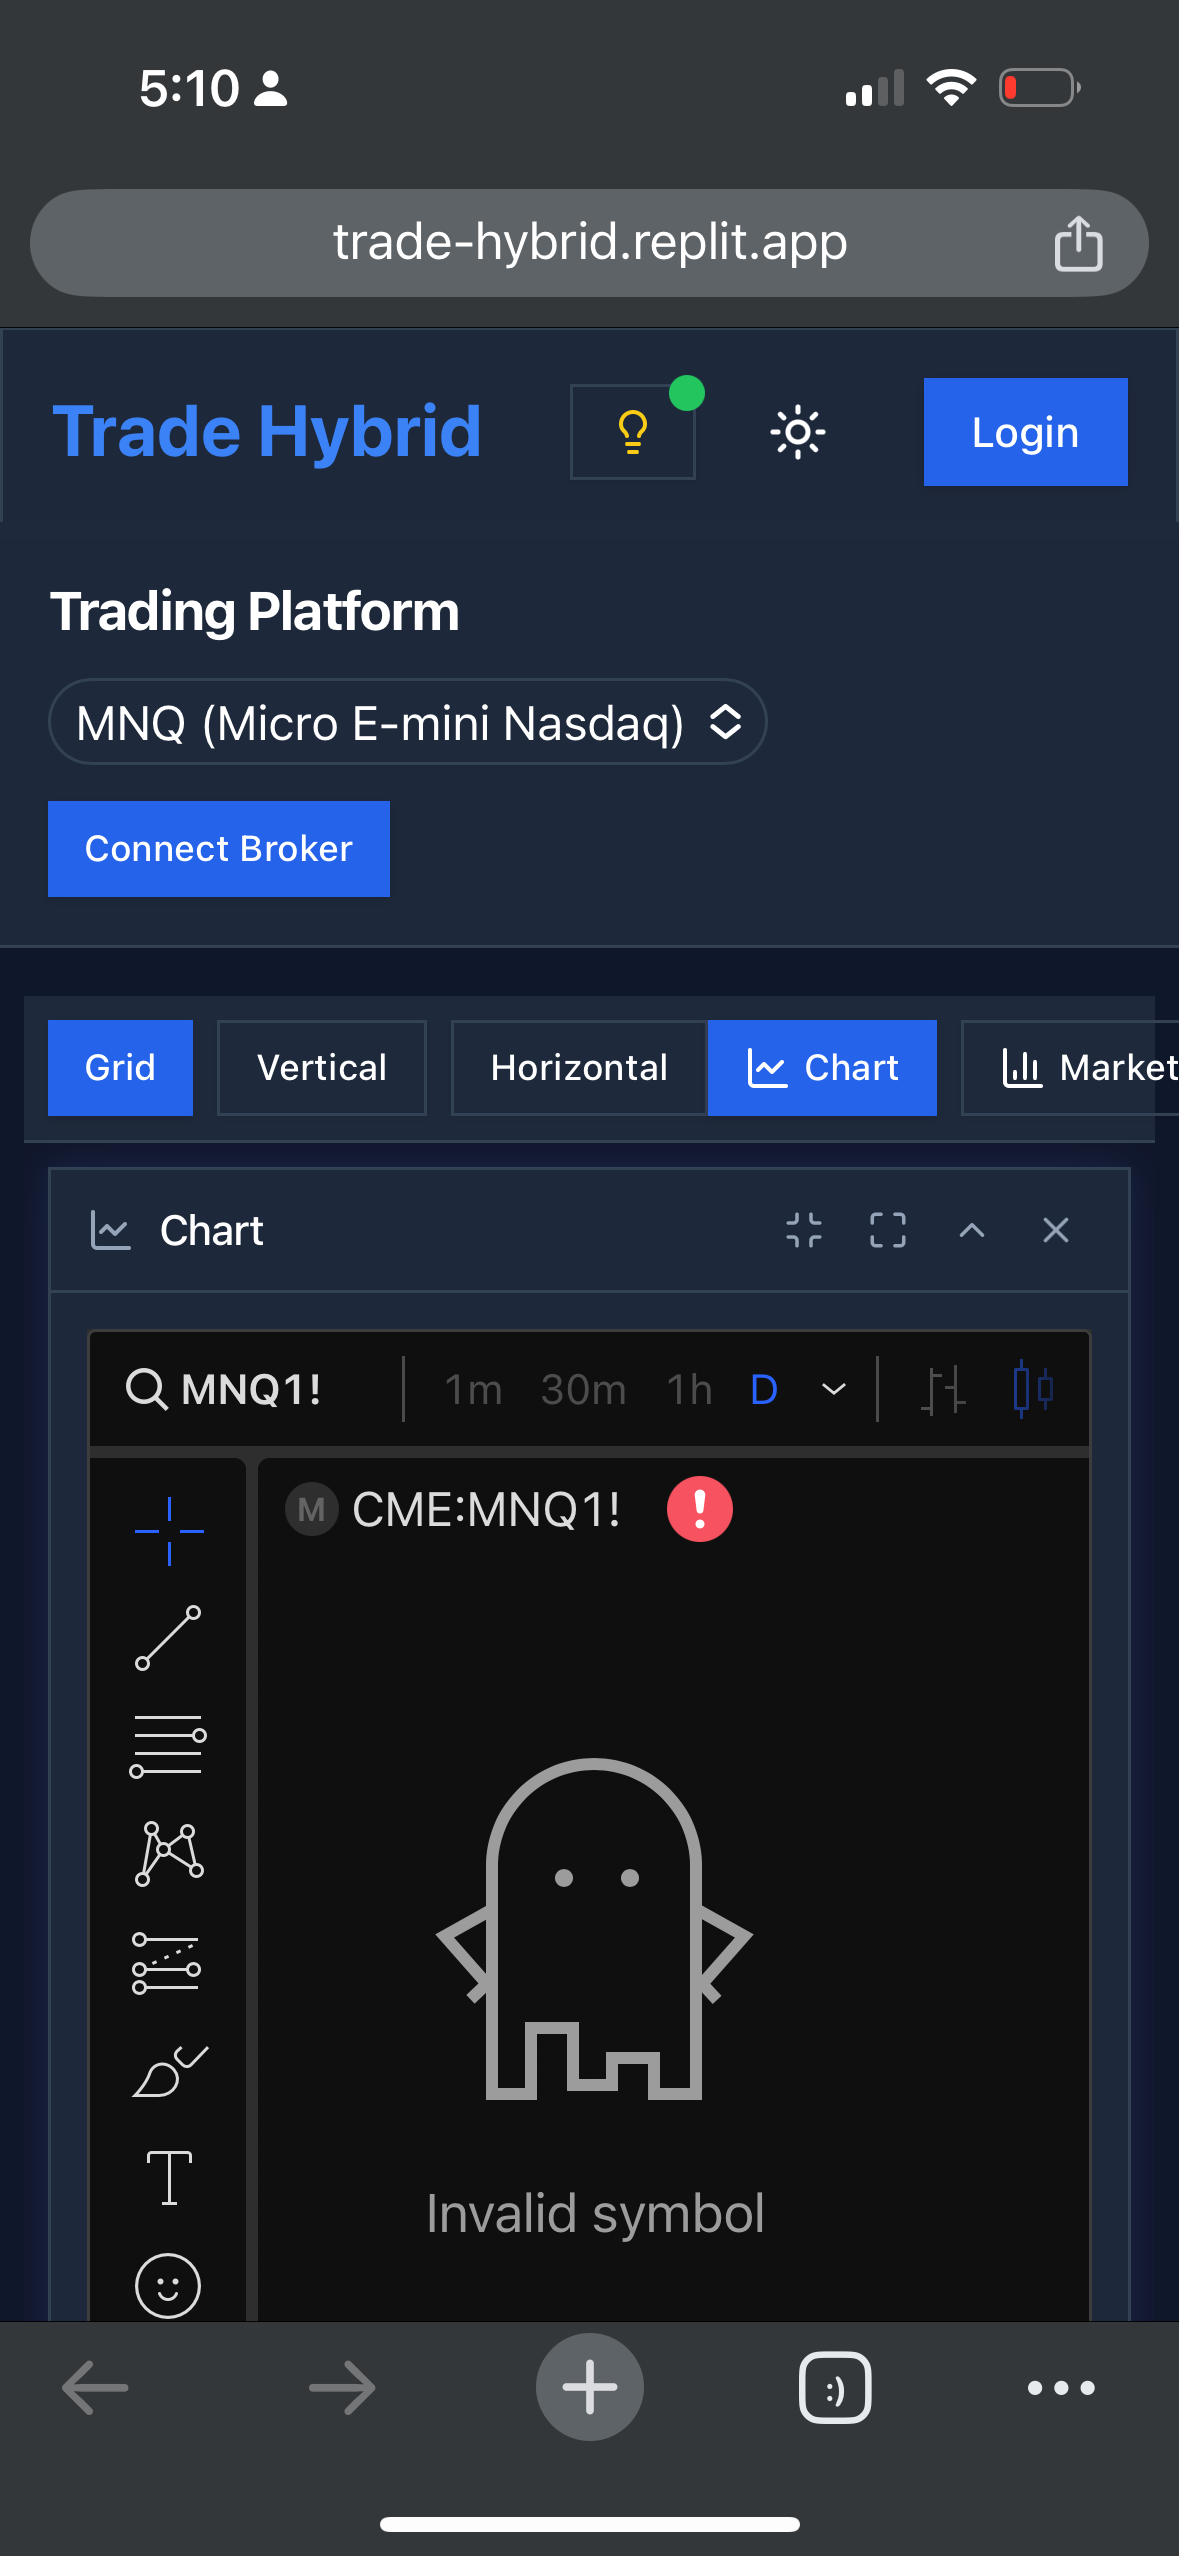 5:10
trade-hybrid.replit.app
Trade Hybrid
Login
Trading Platform
MNQ (Micro E-mini Nasdaq)
Connect Broker
Grid Vertical Horizontal Chart Market
Chart
MNQ1! 1m 30m 1h D
M CME:MNQ1!
Invalid symbol
:)